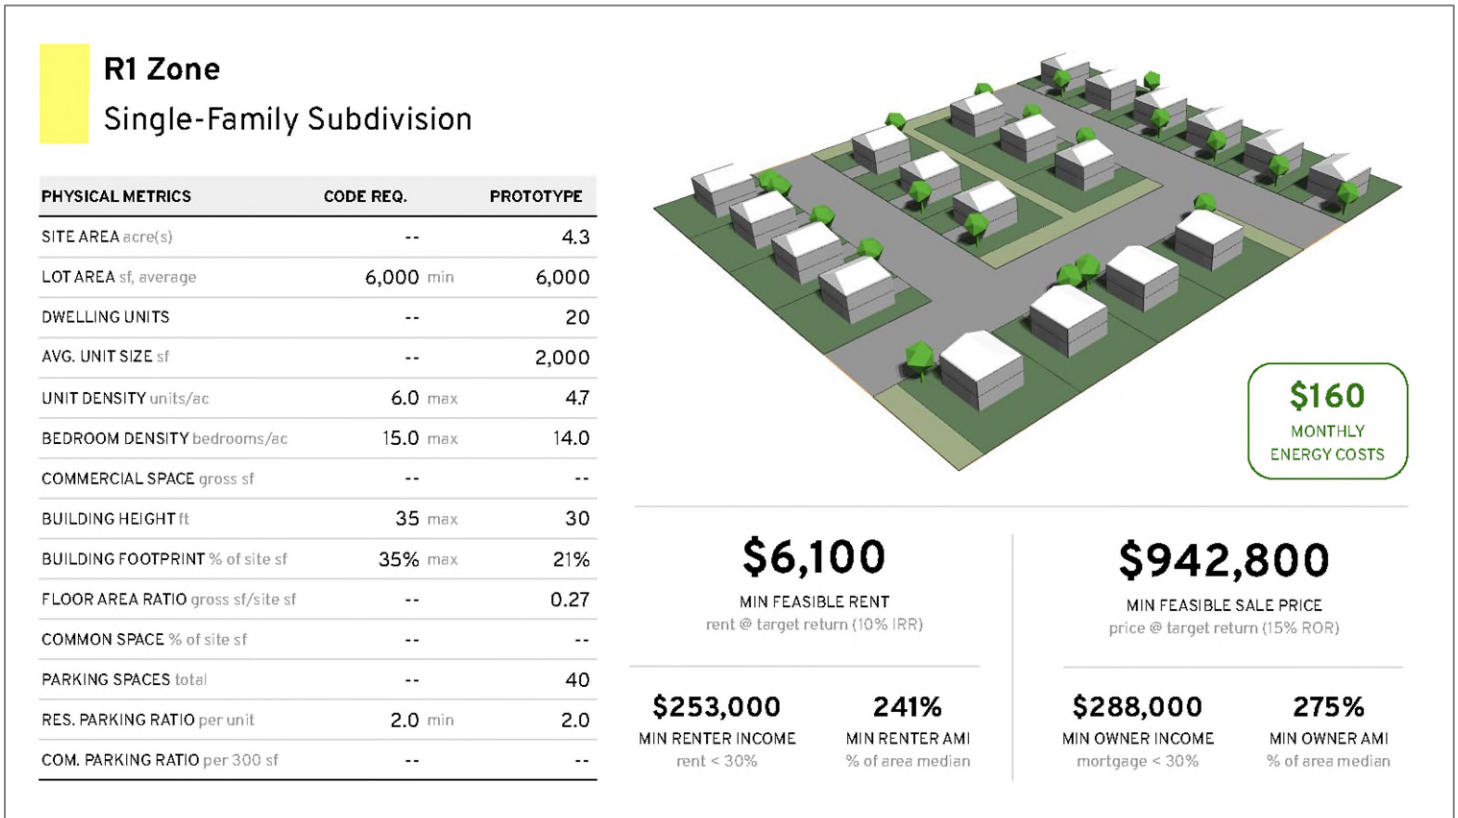 R1 Zone
Single-Family Subdivision
PHYSICAL METRICS CODE REQ. PROTOTYPE
SITE AREA acre(s) -- 4.3
LOT AREA sf, average 6,000 min 6,000
DWELLING UNITS -- 20
AVG. UNIT SIZE sf -- 2,000
UNIT DENSITY units/ac 6.0 max 4.7
BEDROOM DENSITY bedrooms/ac 15.0 max 14.0
COMMERCIAL SPACE gross sf -- --
BUILDING HEIGHT ft 35 max 30
BUILDING FOOTPRINT % of site sf 35% max 21%
FLOOR AREA RATIO gross sf/site sf -- 0.27
COMMON SPACE % of site sf -- --
PARKING SPACES total -- 40
RES. PARKING RATIO per unit 2.0 min 2.0
COM. PARKING RATIO per 300 sf -- --
$160
MONTHLY
ENERGY COSTS
$6,100
MIN FEASIBLE RENT
rent @ target return (10% IRR)
$253,000 241%
MIN RENTER INCOME MIN RENTER AMI
rent < 30% % of area median
$942,800
MIN FEASIBLE SALE PRICE
price @ target return (15% ROR)
$288,000 275%
MIN OWNER INCOME MIN OWNER AMI
mortgage < 30% % of area median